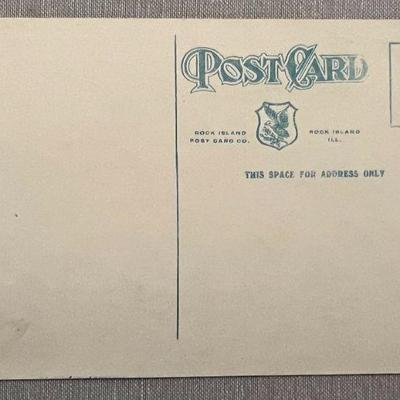 POST CARD
ROCK ISLAND
POST CARD CO.
ROCK ISLAND
ILL.
THIS SPACE FOR ADDRESS ONLY